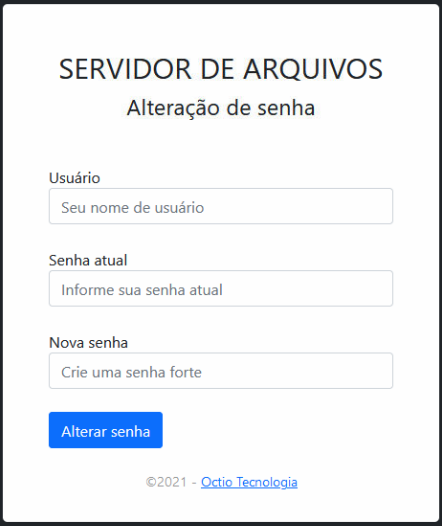 SERVIDOR DE ARQUIVOS
Alteração de senha
Usuário
Seu nome de usuário
Senha atual
Informe sua senha atual
Nova senha
Crie uma senha forte
Alterar senha
©2021 - Octio Tecnologia